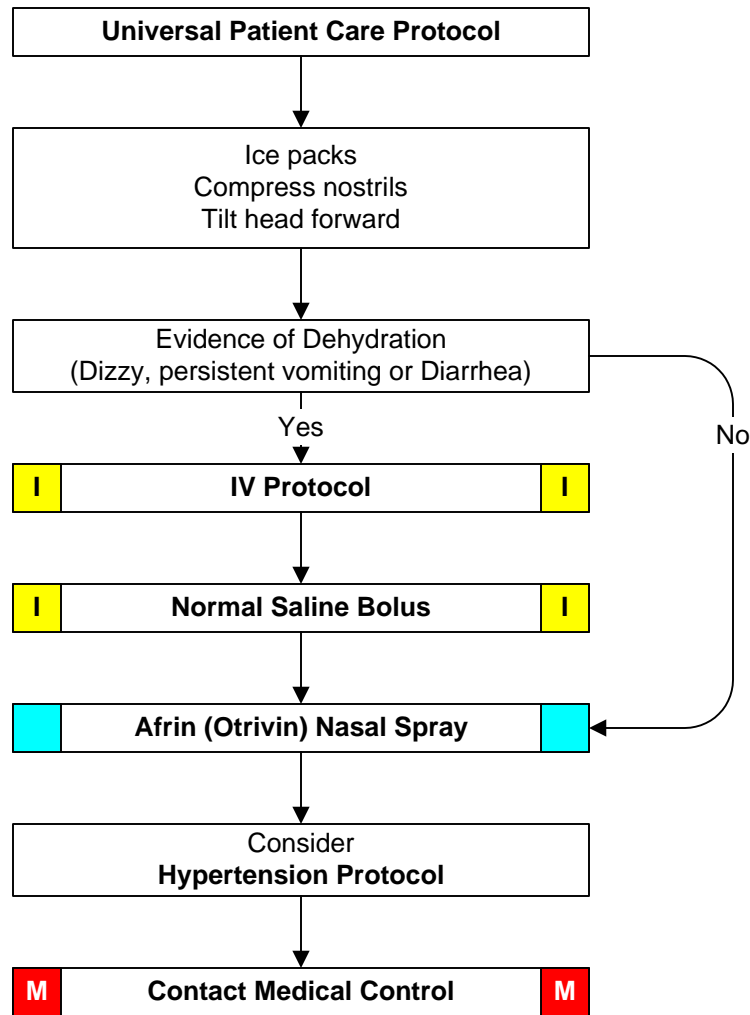 Universal Patient Care Protocol
Ice packs
Compress nostrils
Tilt head forward
Evidence of Dehydration
(Dizzy, persistent vomiting or Diarrhea)
Yes
No
I IV Protocol I
I Normal Saline Bolus I
Afrin (Otrivin) Nasal Spray
Consider
Hypertension Protocol
M Contact Medical Control M